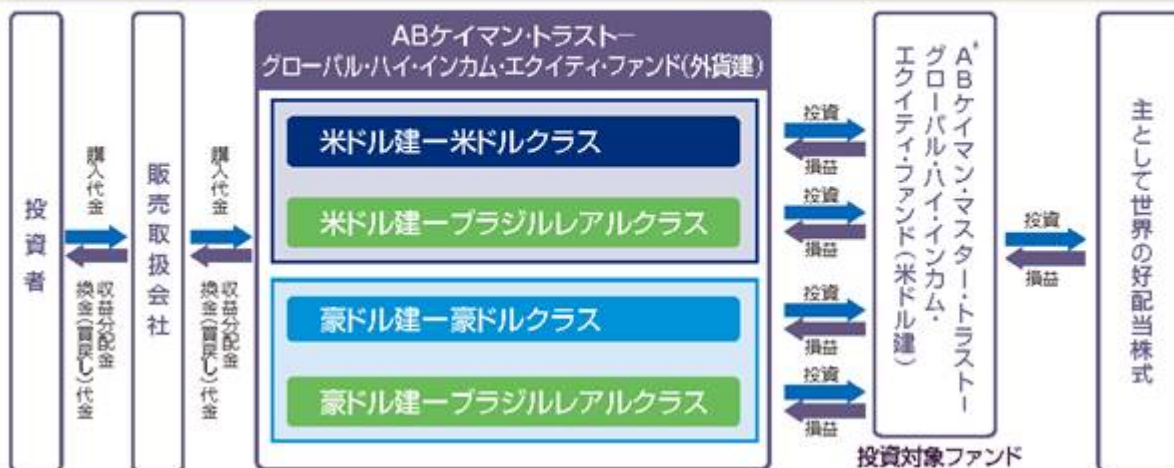 投資者
購入代金
収益分配金
換金(買戻し)代金
販売取扱会社
購入代金
収益分配金
換金(買戻し)代金
ABケイマン・トラスト－
グローバル・ハイ・インカム・エクイティ・ファンド(外貨建)
米ドル建－米ドルクラス
米ドル建－ブラジルレアルクラス
豪ドル建－豪ドルクラス
豪ドル建－ブラジルレアルクラス
投資
損益
投資
損益
投資
損益
投資
損益
ABケイマン・マスター・トラスト－
グローバル・ハイ・インカム・
エクイティ・ファンド(米ドル建)
投資対象ファンド
投資
損益
主として世界の好配当株式